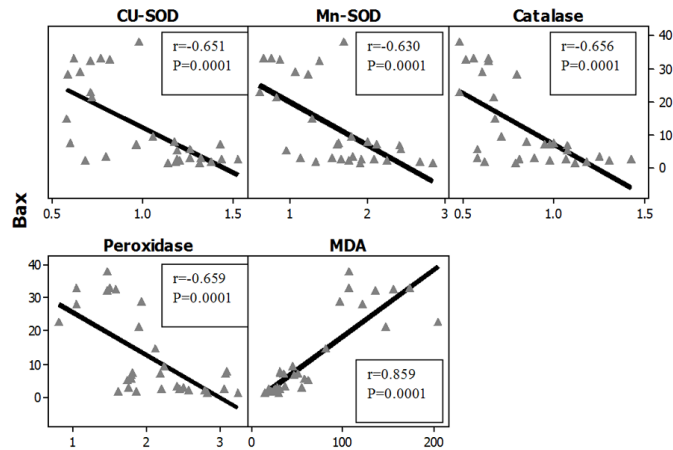 CU-SOD Mn-SOD Catalase
r=-0.651
P=0.0001
r=-0.630
P=0.0001
r=-0.656
P=0.0001
40
30
20
10
0
0.5 1.0 1.5 1 2 3 0.5 1.0 1.5
Bax
Peroxidase MDA
40
30
20
10
0
r=-0.659
P=0.0001
r=0.859
P=0.0001
1 2 3 0 100 200